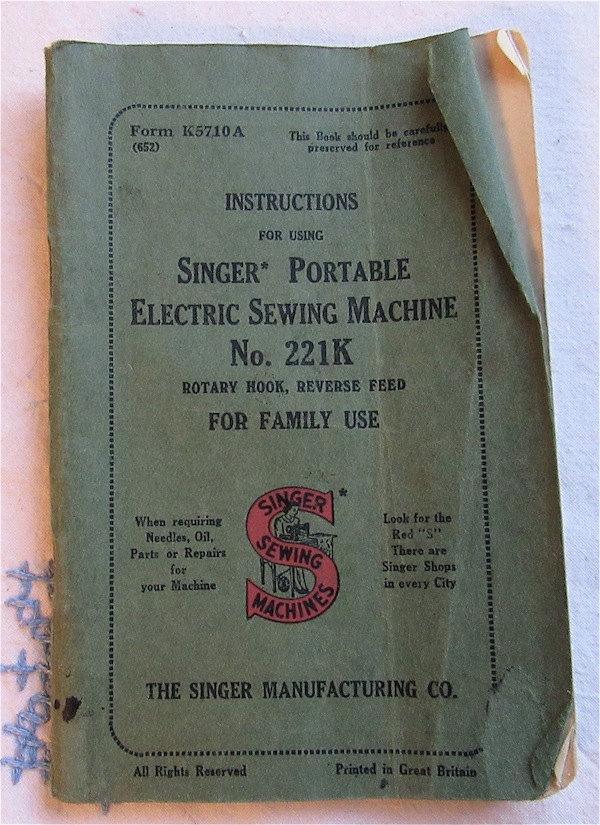 Form K5710A
(652)
This Book should be carefully
preserved for reference
INSTRUCTIONS
FOR USING
SINGER* PORTABLE
ELECTRIC SEWING MACHINE
No. 221K
ROTARY HOOK, REVERSE FEED
FOR FAMILY USE
When requiring
Needles, Oil,
Parts or Repairs
for
your Machine
SINGER *
SEWING
MACHINES
Look for the
Red "S"
There are
Singer Shops
in every City
THE SINGER MANUFACTURING CO.
All Rights Reserved
Printed in Great Britain